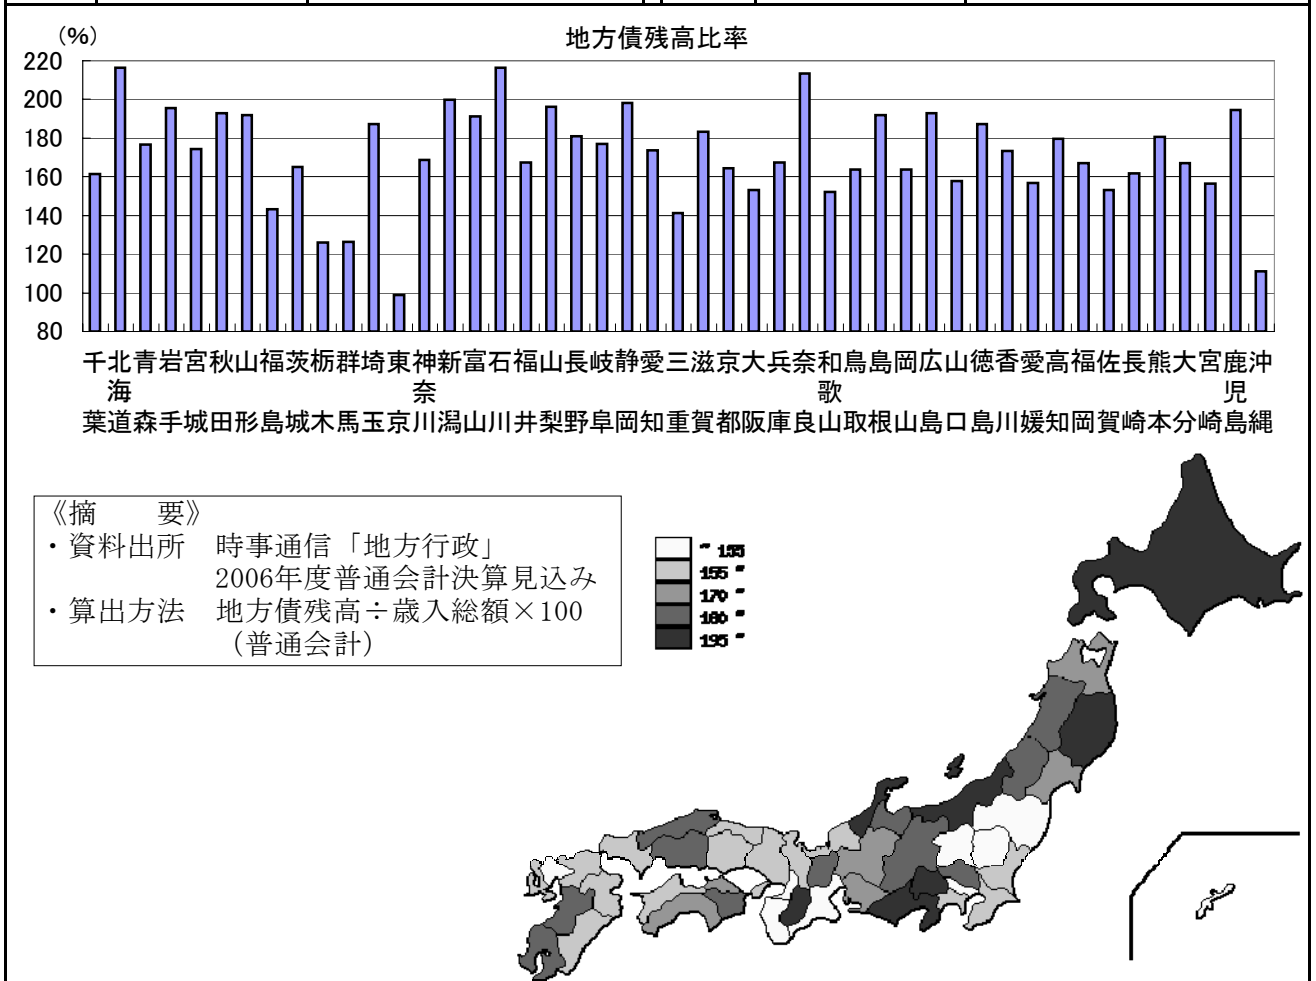 (%)
地方債残高比率
220
200
180
160
140
120
100
80
千葉 北海道 青森 岩手 宮城 秋田 山形 福島 茨城 栃木 群馬 埼玉 東京 神奈川 新潟 富山 石川 福井 山梨 長野 岐阜 静岡 愛知 三重 滋賀 京都 大阪 兵庫 奈良 和歌山 鳥取 島根 岡山 広島 山口 徳島 香川 愛媛 高知 福岡 佐賀 長崎 熊本 大分 宮崎 鹿児島 沖縄
《摘　　要》
・資料出所　時事通信「地方行政」
2006年度普通会計決算見込み
・算出方法　地方債残高÷歳入総額×100
（普通会計）
~ 155
155 ~
170 ~
180 ~
195 ~